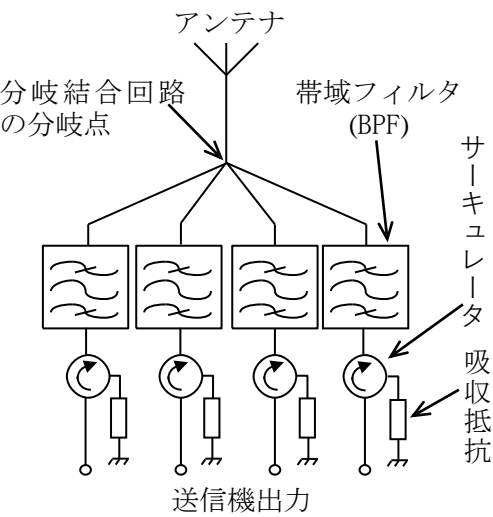 アンテナ
分岐結合回路
の分岐点
帯域フィルタ
(BPF)
サーキュレータ
吸収抵抗
送信機出力